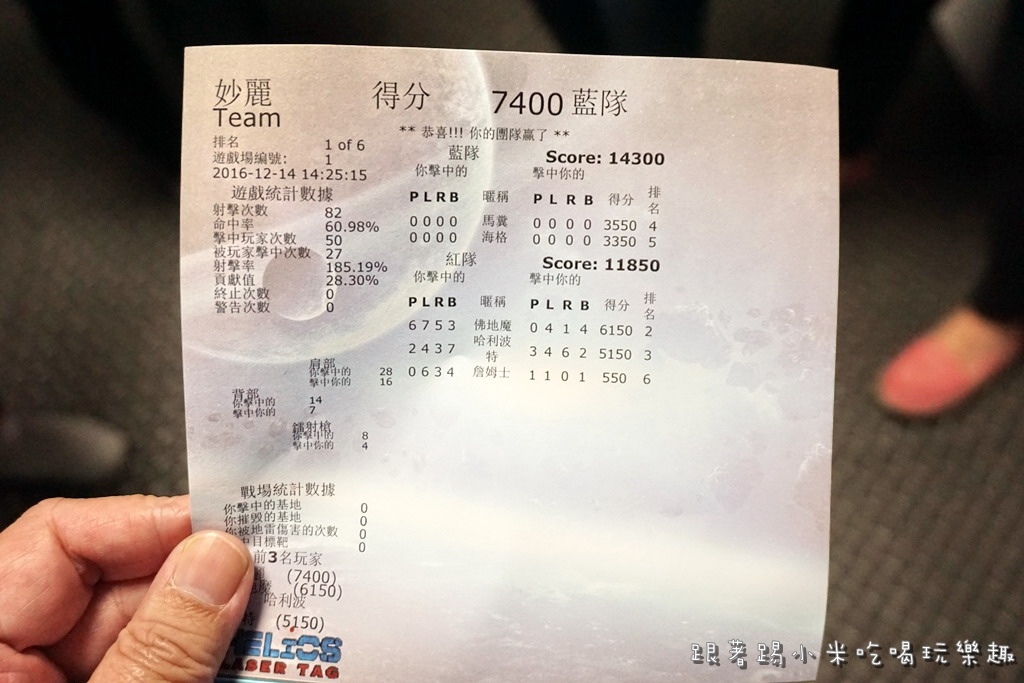 妙麗 得分 7400 藍隊
Team
** 恭喜!!! 你的團隊贏了 **
排名 1 of 6
遊戲場編號: 1
2016-12-14 14:25:15
遊戲統計數據
射擊次數 82
命中率 60.98%
擊中玩家次數 50
被玩家擊中次數 27
射擊率 185.19%
貢獻值 28.30%
終止次數 0
警告次數 0
藍隊 Score: 14300
你擊中的 擊中你的
P L R B 暱稱 P L R B 得分 排名
0 0 0 0 馬糞 0 0 0 0 3550 4
0 0 0 0 海格 0 0 0 0 3350 5
紅隊 Score: 11850
你擊中的 擊中你的
P L R B 暱稱 P L R B 得分 排名
6 7 5 3 佛地魔 0 4 1 4 6150 2
2 4 3 7 哈利波特 3 4 6 2 5150 3
0 6 3 4 詹姆士 1 1 0 1 550 6
肩部
你擊中的 28
擊中你的 16
背部
你擊中的 14
擊中你的 7
鐳射槍
你擊中的 8
擊中你的 4
戰場統計數據
你擊中的基地 0
你摧毀的基地 0
你被地雷傷害的次數 0
中目標靶 0
前3名玩家
(7400)
(6150)
哈利波
特 (5150)
HELIOS
LASER TAG
跟著踢小米吃喝玩樂趣